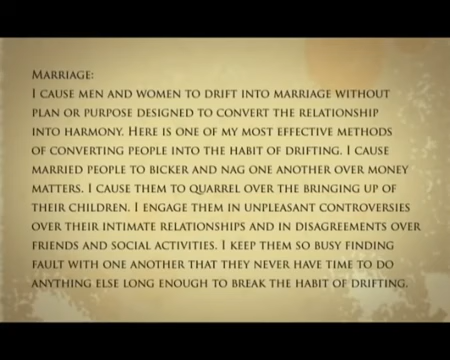 Marriage:
I cause men and women to drift into marriage without
plan or purpose designed to convert the relationship
into harmony. Here is one of my most effective methods
of converting people into the habit of drifting. I cause
married people to bicker and nag one another over money
matters. I cause them to quarrel over the bringing up of
their children. I engage them in unpleasant controversies
over their intimate relationships and in disagreements over
friends and social activities. I keep them so busy finding
fault with one another that they never have time to do
anything else long enough to break the habit of drifting.